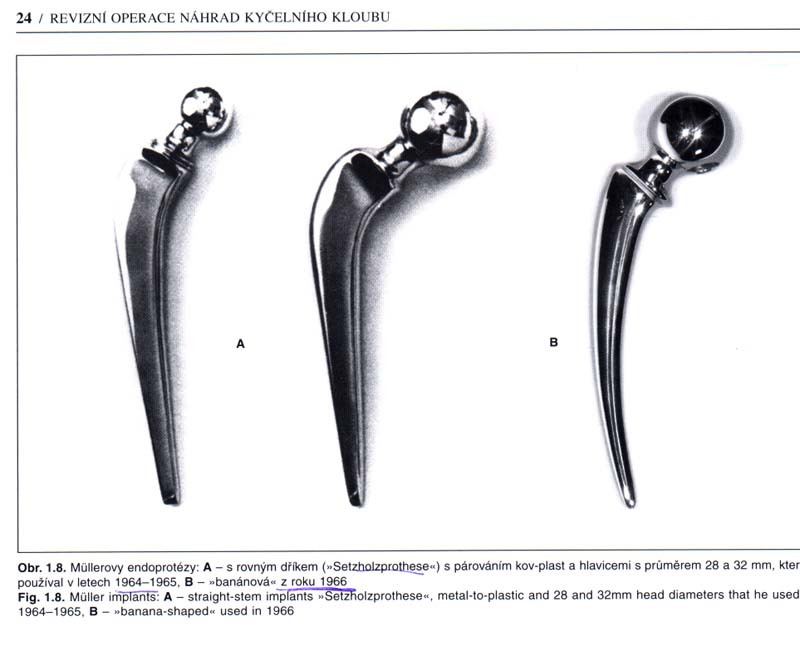 24 / REVIZNÍ OPERACE NÁHRAD KYČELNÍHO KLOUBU
A
B
Obr. 1.8. Müllerovy endoprotézy: A – s rovným dříkem (»Setzholzprothese«) s párováním kov-plast a hlavicemi s průměrem 28 a 32 mm, kter
používal v letech 1964–1965, B – »banánová« z roku 1966
Fig. 1.8. Müller implants: A – straight-stem implants »Setzholzprothese«, metal-to-plastic and 28 and 32mm head diameters that he used
1964–1965, B – »banana-shaped« used in 1966